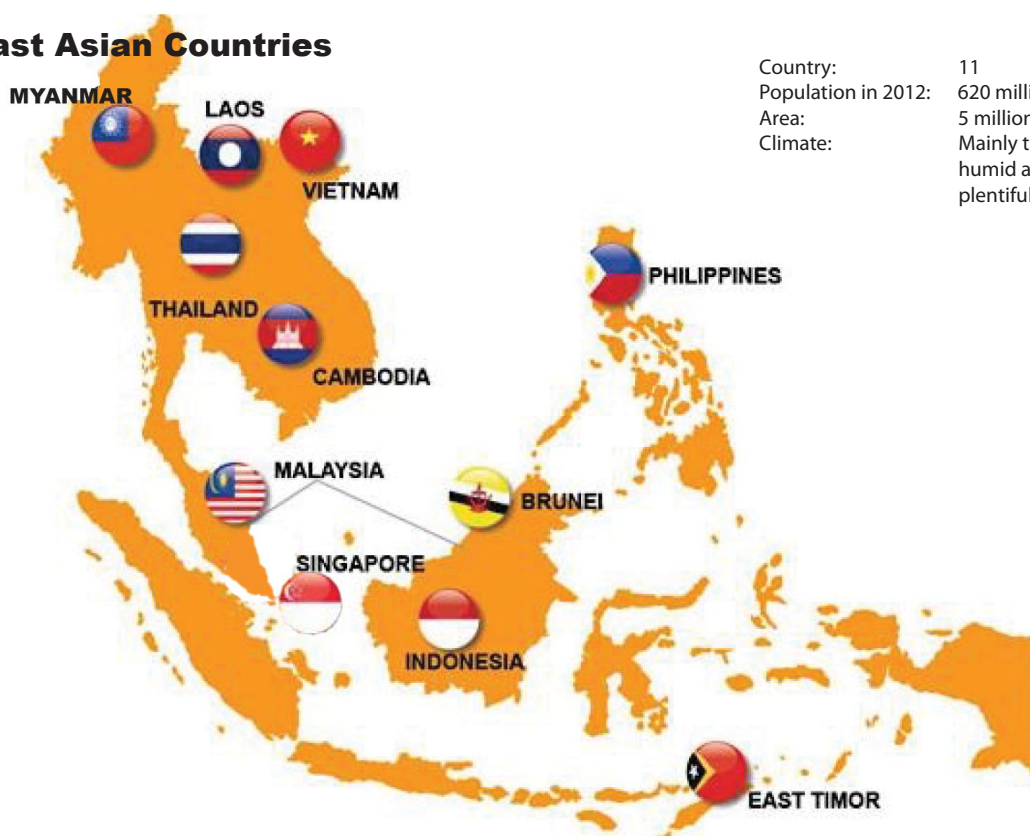 ast Asian Countries
MYANMAR
LAOS
VIETNAM
THAILAND
CAMBODIA
PHILIPPINES
MALAYSIA
BRUNEI
SINGAPORE
INDONESIA
EAST TIMOR
Country: 11
Population in 2012: 620 milli
Area: 5 million
Climate: Mainly t
humid a
plentiful